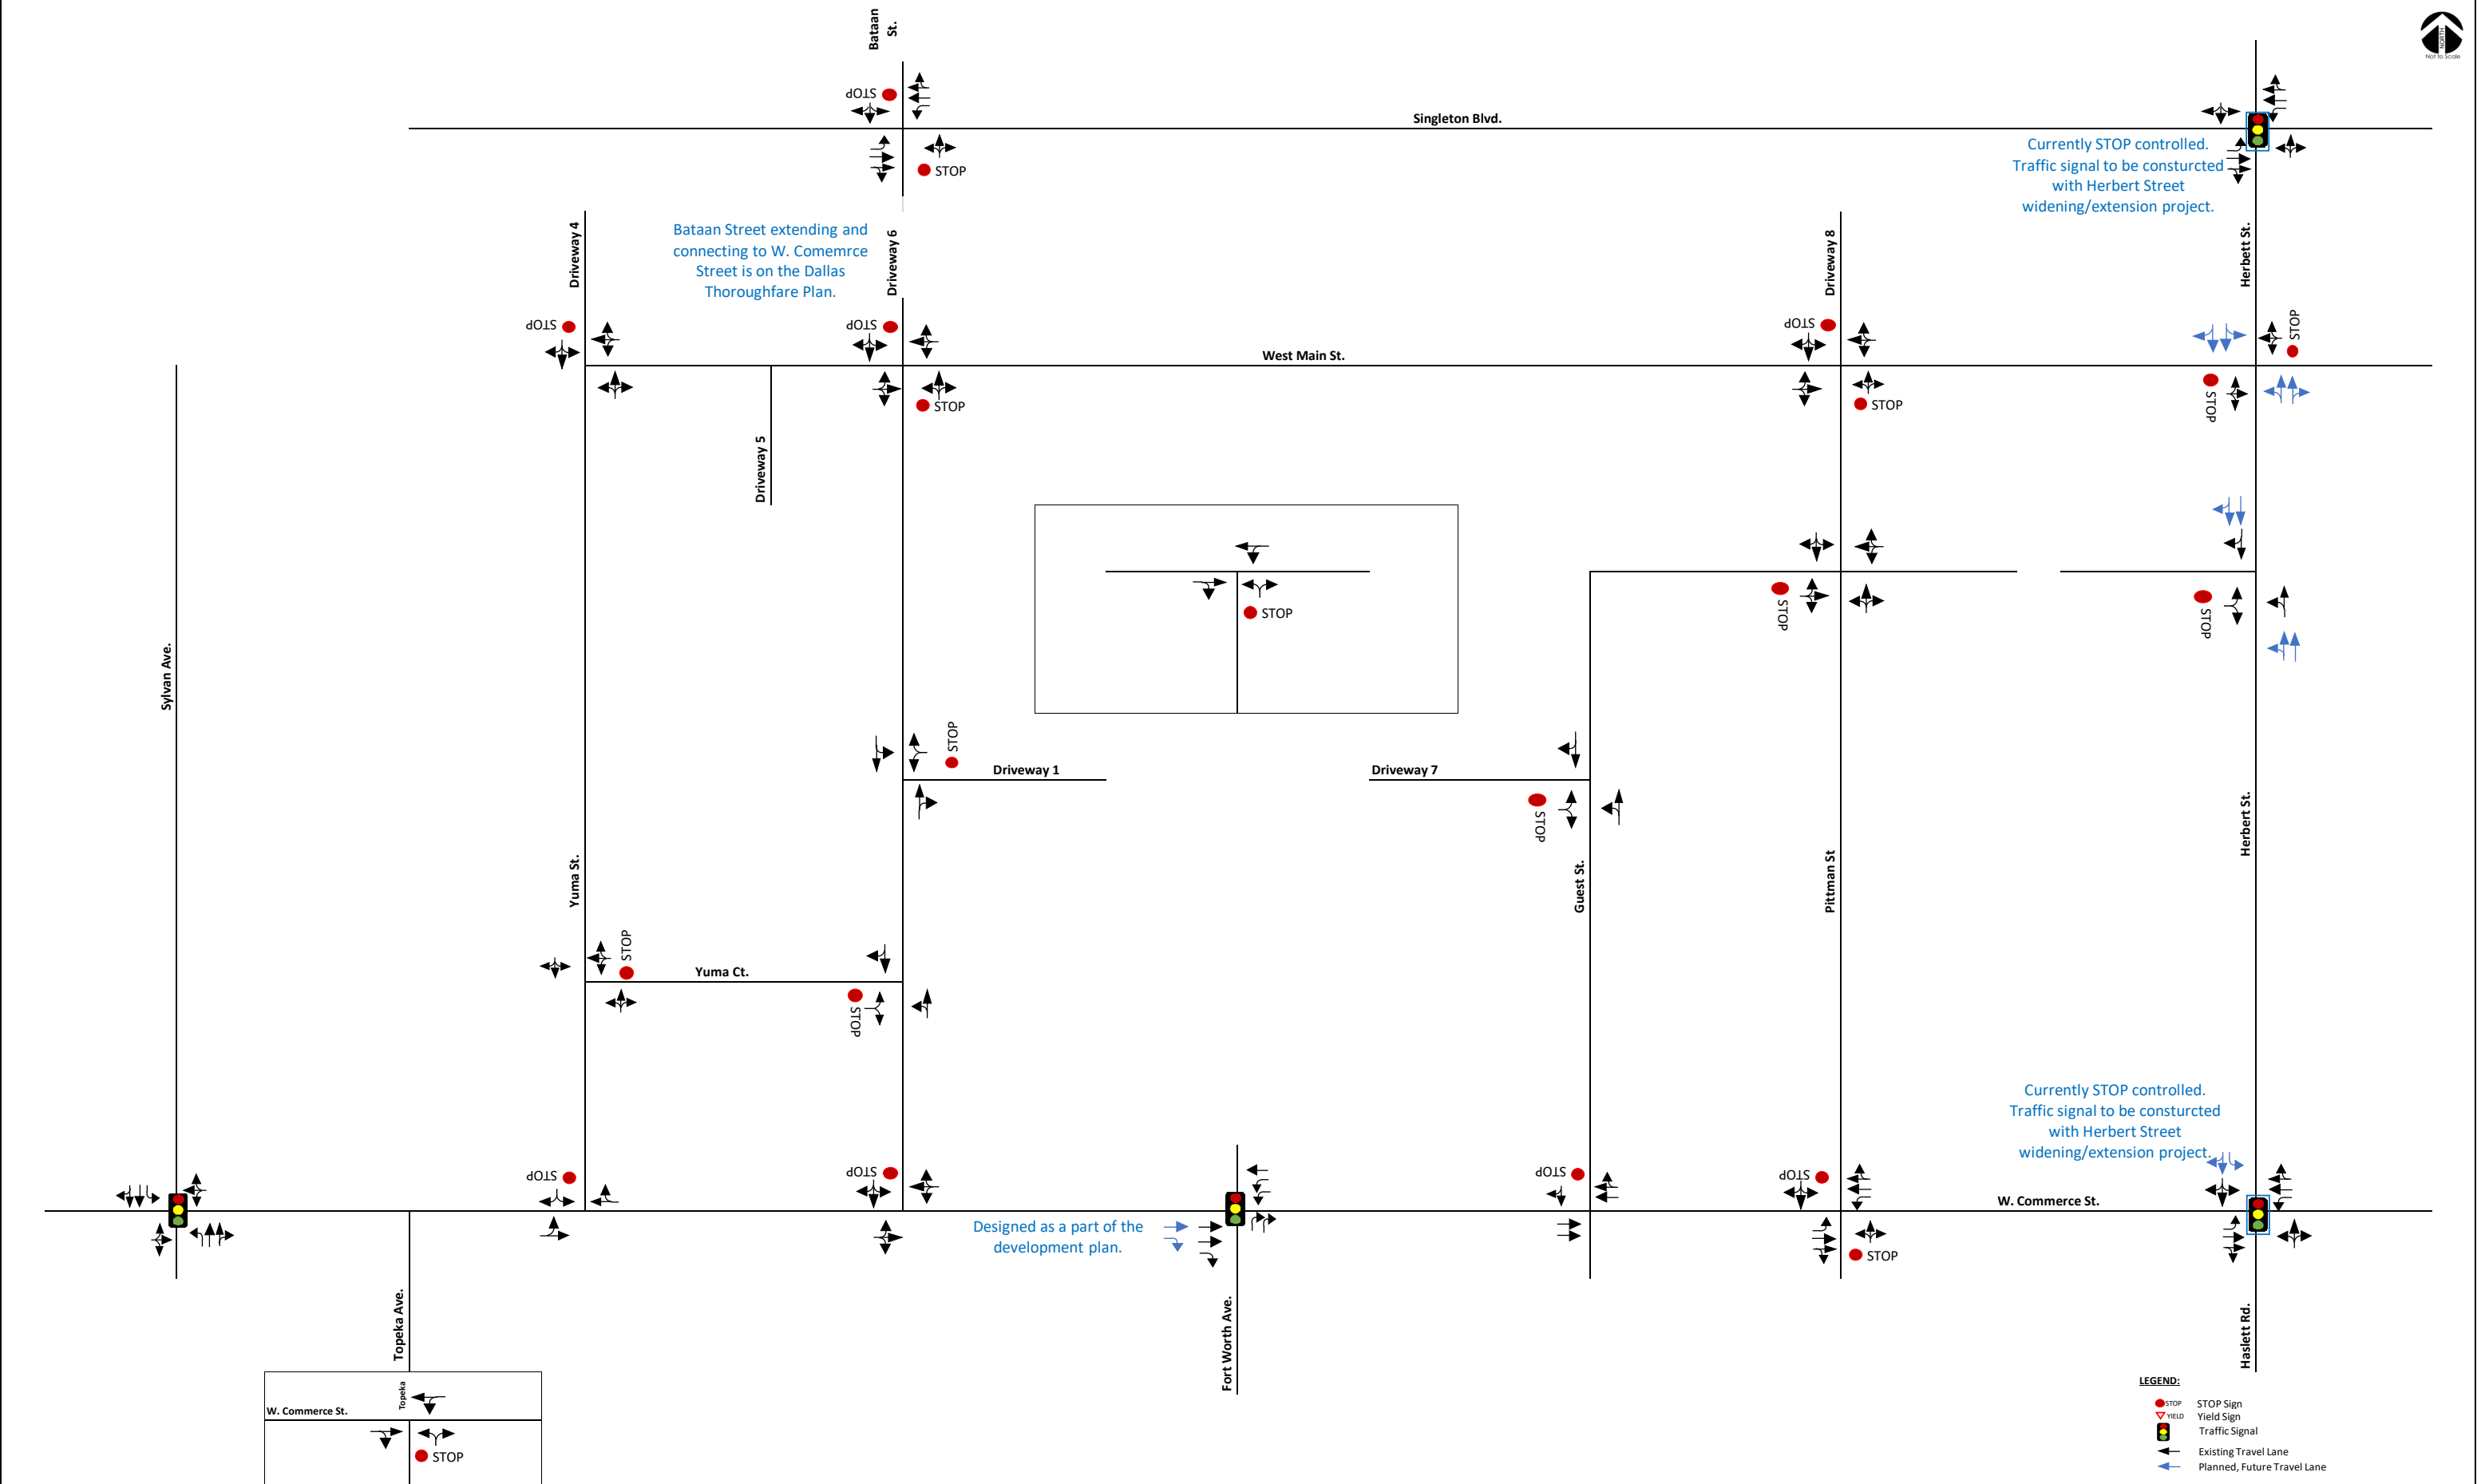 Bataan
St.
NORTH
Not to Scale
STOP
Singleton Blvd.
STOP
Currently STOP controlled.
Traffic signal to be consturcted
with Herbert Street
widening/extension project.
Driveway 4
Bataan Street extending and
connecting to W. Comemrce
Street is on the Dallas
Thoroughfare Plan.
Driveway 6
Driveway 8
Herbett St.
STOP
STOP
STOP
STOP
West Main St.
STOP
STOP
STOP
Driveway 5
STOP
STOP
STOP
Sylvan Ave.
STOP
Driveway 1
Driveway 7
STOP
Yuma St.
Guest St.
Pittman St
Herbert St.
STOP
Yuma Ct.
STOP
Currently STOP controlled.
Traffic signal to be consturcted
with Herbert Street
widening/extension project.
STOP
STOP
STOP
STOP
W. Commerce St.
Designed as a part of the
development plan.
STOP
Topeka Ave.
Fort Worth Ave.
Haslett Rd.
Topeka
W. Commerce St.
STOP
LEGEND:
STOP STOP Sign
YIELD Yield Sign
Traffic Signal
Existing Travel Lane
Planned, Future Travel Lane